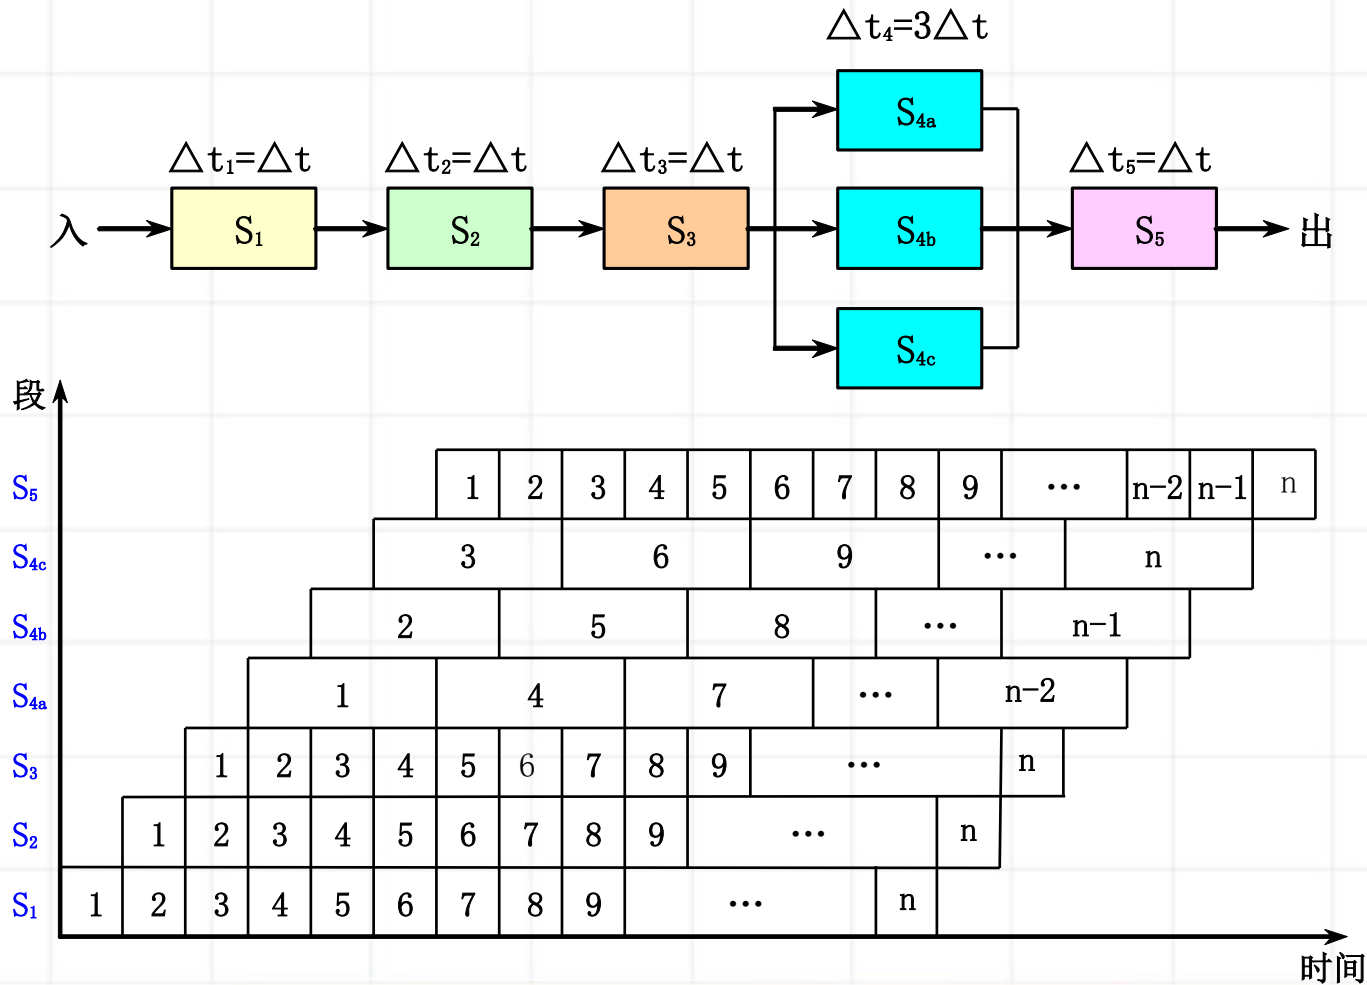 △t₄=3△t
S₄ₐ
△t₁=△t △t₂=△t △t₃=△t △t₅=△t
入 S₁ S₂ S₃ S₄b S₅ 出
S₄c
段
S₅ 1 2 3 4 5 6 7 8 9 … n-2 n-1 n
S₄c 3 6 9 … n
S₄b 2 5 8 … n-1
S₄ₐ 1 4 7 … n-2
S₃ 1 2 3 4 5 6 7 8 9 … n
S₂ 1 2 3 4 5 6 7 8 9 … n
S₁ 1 2 3 4 5 6 7 8 9 … n
时间